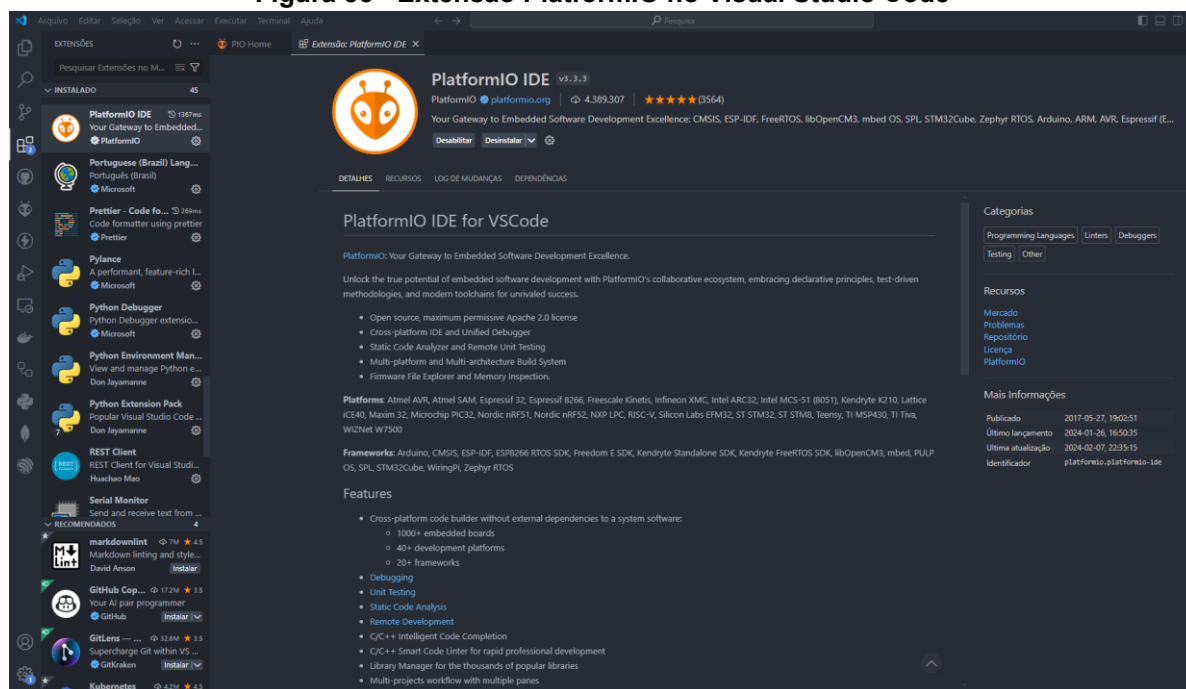 Figura 36 - Extensão PlatformIO no Visual Studio Code
Arquivo Editar Seleção Ver Acessar Executar Terminal Ajuda
Pesquisa
EXTENSÕES
Pesquisar Extensões no M...
INSTALADO 45
PlatformIO IDE 1367ms
Your Gateway to Embedded...
PlatformIO
Portuguese (Brazil) Lang...
Português (Brasil)
Microsoft
Prettier - Code fo... 269ms
Code formatter using prettier
Prettier
Pylance
A performant, feature-rich l...
Microsoft
Python Debugger
Python Debugger extensio...
Microsoft
Python Environment Man...
View and manage Python e...
Don Jayamanne
Python Extension Pack
Popular Visual Studio Code ...
Don Jayamanne
7
REST Client
REST Client for Visual Studi...
Huachao Mao
Serial Monitor
Send and receive text from ...
RECOMENDADOS 4
markdownlint 7M 4.5
Markdown linting and style...
David Anson Instalar
GitHub Cop... 17.2M 3.5
Your AI pair programmer
GitHub Instalar
GitLens — ... 32.6M 3.5
Supercharge Git within VS ...
GitKraken Instalar
Kubernetes 4.2M 4.5
PIO Home
Extensão: PlatformIO IDE
PlatformIO IDE v3.3.3
PlatformIO platformio.org 4.389.307 (3564)
Your Gateway to Embedded Software Development Excellence: CMSIS, ESP-IDF, FreeRTOS, libOpenCM3, mbed OS, SPL, STM32Cube, Zephyr RTOS, Arduino, ARM, AVR, Espressif (E...
Desabilitar Desinstalar
DETALHES RECURSOS LOG DE MUDANÇAS DEPENDÊNCIAS
PlatformIO IDE for VSCode
PlatformIO: Your Gateway to Embedded Software Development Excellence.
Unlock the true potential of embedded software development with PlatformIO's collaborative ecosystem, embracing declarative principles, test-driven
methodologies, and modern toolchains for unrivaled success.
Open source, maximum permissive Apache 2.0 license
Cross-platform IDE and Unified Debugger
Static Code Analyzer and Remote Unit Testing
Multi-platform and Multi-architecture Build System
Firmware File Explorer and Memory Inspection.
Platforms: Atmel AVR, Atmel SAM, Espressif 32, Espressif 8266, Freescale Kinetis, Infineon XMC, Intel ARC32, Intel MCS-51 (8051), Kendryte K210, Lattice
iCE40, Maxim 32, Microchip PIC32, Nordic nRF51, Nordic nRF52, NXP LPC, RISC-V, Silicon Labs EFM32, ST STM32, ST STM8, Teensy, TI MSP430, TI Tiva,
WIZNet W7500
Frameworks: Arduino, CMSIS, ESP-IDF, ESP8266 RTOS SDK, Freedom E SDK, Kendryte Standalone SDK, Kendryte FreeRTOS SDK, libOpenCM3, mbed, PULP
OS, SPL, STM32Cube, WiringPi, Zephyr RTOS
Features
Cross-platform code builder without external dependencies to a system software:
1000+ embedded boards
40+ development platforms
20+ frameworks
Debugging
Unit Testing
Static Code Analysis
Remote Development
C/C++ Intelligent Code Completion
C/C++ Smart Code Linter for rapid professional development
Library Manager for the thousands of popular libraries
Multi-projects workflow with multiple panes
Categorias
Programming Languages Linters Debuggers
Testing Other
Recursos
Mercado
Problemas
Repositório
Licença
PlatformIO
Mais Informações
Publicado 2017-05-27, 19:02:51
Último lançamento 2024-01-26, 16:50:35
Última atualização 2024-02-07, 22:35:15
Identificador platformio.platformio-ide